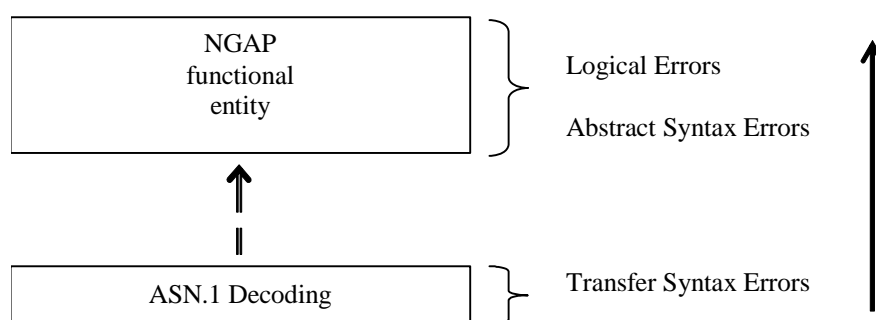 NGAP
functional
entity
Logical Errors
Abstract Syntax Errors
ASN.1 Decoding
Transfer Syntax Errors